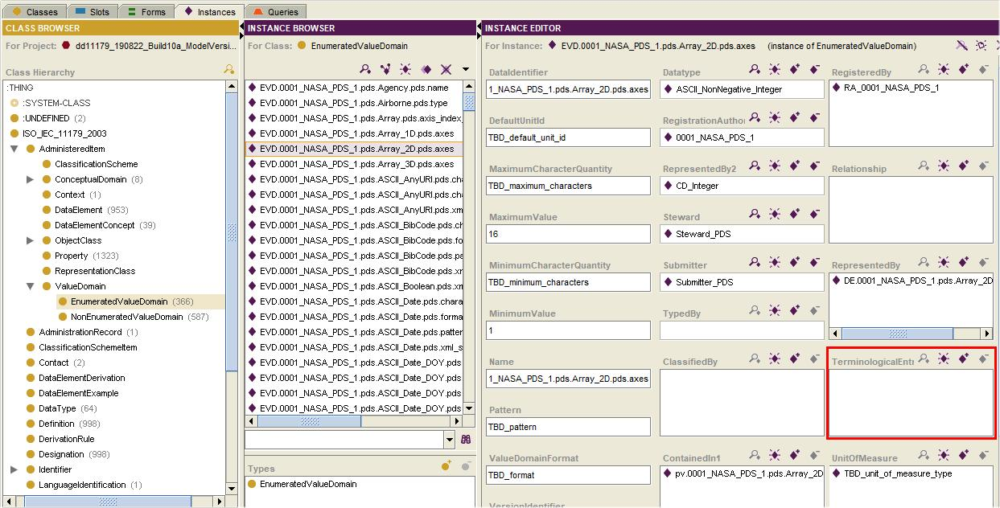 Classes Slots Forms Instances Queries
CLASS BROWSER
For Project: dd11179_190822_Build10a_ModelVersi...
Class Hierarchy
:THING
:SYSTEM-CLASS
:UNDEFINED (2)
ISO_IEC_11179_2003
AdministeredItem
ClassificationScheme
ConceptualDomain (8)
Context (1)
DataElement (953)
DataElementConcept (39)
ObjectClass
Property (1323)
RepresentationClass
ValueDomain
EnumeratedValueDomain (366)
NonEnumeratedValueDomain (587)
AdministrationRecord (1)
ClassificationSchemeItem
Contact (2)
DataElementDerivation
DataElementExample
DataType (64)
Definition (998)
DerivationRule
Designation (998)
Identifier
LanguageIdentification (1)
INSTANCE BROWSER
For Class: EnumeratedValueDomain
EVD.0001_NASA_PDS_1.pds.Agency.pds.name
EVD.0001_NASA_PDS_1.pds.Airborne.pds.type
EVD.0001_NASA_PDS_1.pds.Array.pds.axis_index_
EVD.0001_NASA_PDS_1.pds.Array_1D.pds.axes
EVD.0001_NASA_PDS_1.pds.Array_2D.pds.axes
EVD.0001_NASA_PDS_1.pds.Array_3D.pds.axes
EVD.0001_NASA_PDS_1.pds.ASCII_AnyURI.pds.cha
EVD.0001_NASA_PDS_1.pds.ASCII_AnyURI.pds.cha
EVD.0001_NASA_PDS_1.pds.ASCII_AnyURI.pds.xm
EVD.0001_NASA_PDS_1.pds.ASCII_BibCode.pds.ch
EVD.0001_NASA_PDS_1.pds.ASCII_BibCode.pds.fo
EVD.0001_NASA_PDS_1.pds.ASCII_BibCode.pds.pa
EVD.0001_NASA_PDS_1.pds.ASCII_BibCode.pds.xr
EVD.0001_NASA_PDS_1.pds.ASCII_Boolean.pds.xm
EVD.0001_NASA_PDS_1.pds.ASCII_Date.pds.chara
EVD.0001_NASA_PDS_1.pds.ASCII_Date.pds.forma
EVD.0001_NASA_PDS_1.pds.ASCII_Date.pds.pattern
EVD.0001_NASA_PDS_1.pds.ASCII_Date.pds.xml_s
EVD.0001_NASA_PDS_1.pds.ASCII_Date_DOY.pds
EVD.0001_NASA_PDS_1.pds.ASCII_Date_DOY.pds
EVD.0001_NASA_PDS_1.pds.ASCII_Date_DOY.pds
EVD.0001_NASA_PDS_1.pds.ASCII_Date_DOY.pds
Types
EnumeratedValueDomain
INSTANCE EDITOR
For Instance: EVD.0001_NASA_PDS_1.pds.Array_2D.pds.axes (instance of EnumeratedValueDomain)
DataIdentifier
1_NASA_PDS_1.pds.Array_2D.pds.axes
DefaultUnitId
TBD_default_unit_id
MaximumCharacterQuantity
TBD_maximum_characters
MaximumValue
16
MinimumCharacterQuantity
TBD_minimum_characters
MinimumValue
1
Name
1_NASA_PDS_1.pds.Array_2D.pds.axes
Pattern
TBD_pattern
ValueDomainFormat
TBD_format
VersionIdentifier
Datatype
ASCII_NonNegative_Integer
RegistrationAuthor
0001_NASA_PDS_1
RepresentedBy2
CD_Integer
Steward
Steward_PDS
Submitter
Submitter_PDS
TypedBy
ClassifiedBy
ContainedIn1
pv.0001_NASA_PDS_1.pds.Array_2D
RegisteredBy
RA_0001_NASA_PDS_1
Relationship
RepresentedBy
DE.0001_NASA_PDS_1.pds.Array_2D
TerminologicalEntr
UnitOfMeasure
TBD_unit_of_measure_type